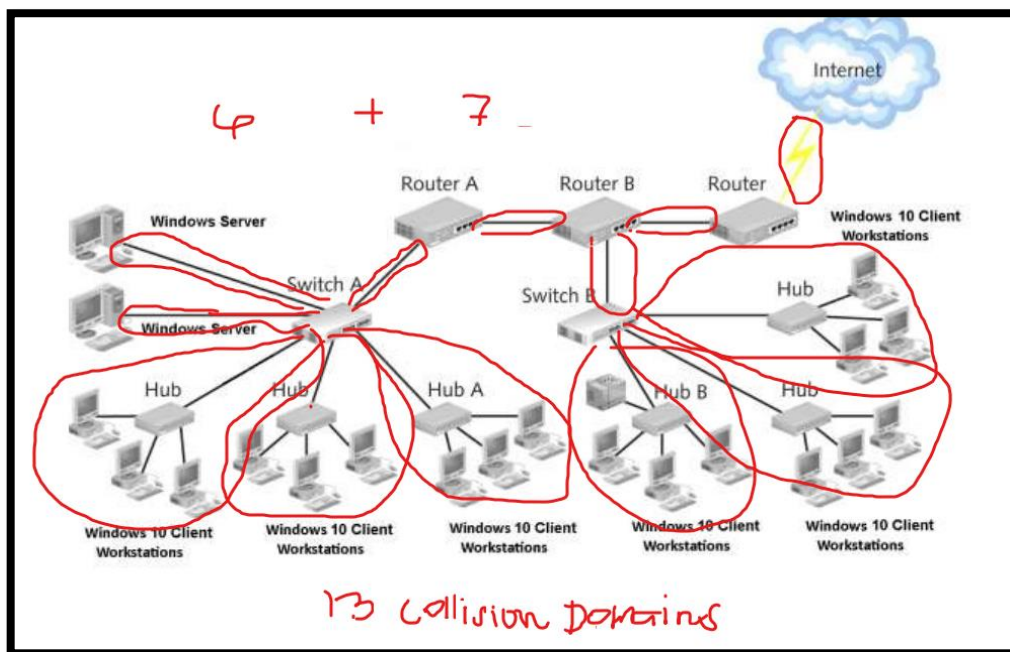 Internet
6 + 7 -
Router A
Router B
Router
Windows 10 Client
Workstations
Windows Server
Switch A
Switch B
Hub
Windows Server
Hub
Hub
Hub A
Hub B
Hub
Windows 10 Client
Workstations
Windows 10 Client
Workstations
Windows 10 Client
Workstations
Windows 10 Client
Workstations
Windows 10 Client
Workstations
13 Collision Domains